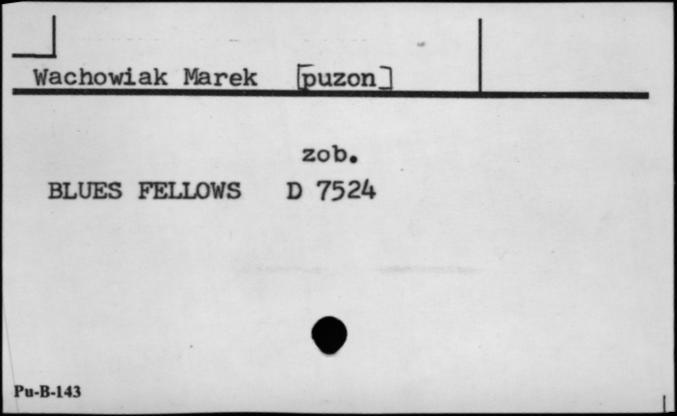 Wachowiak Marek [puzon]
zob.
BLUES FELLOWS D 7524
Pu-B-143